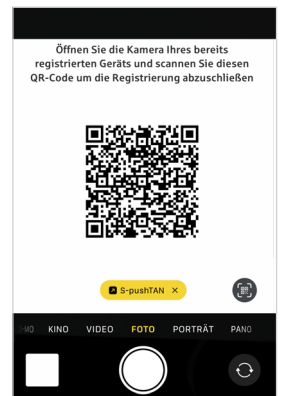 Öffnen Sie die Kamera Ihres bereits
registrierten Geräts und scannen Sie diesen
QR-Code um die Registrierung abzuschließen
S-pushTAN ×
KINO VIDEO FOTO PORTRÄT PANO